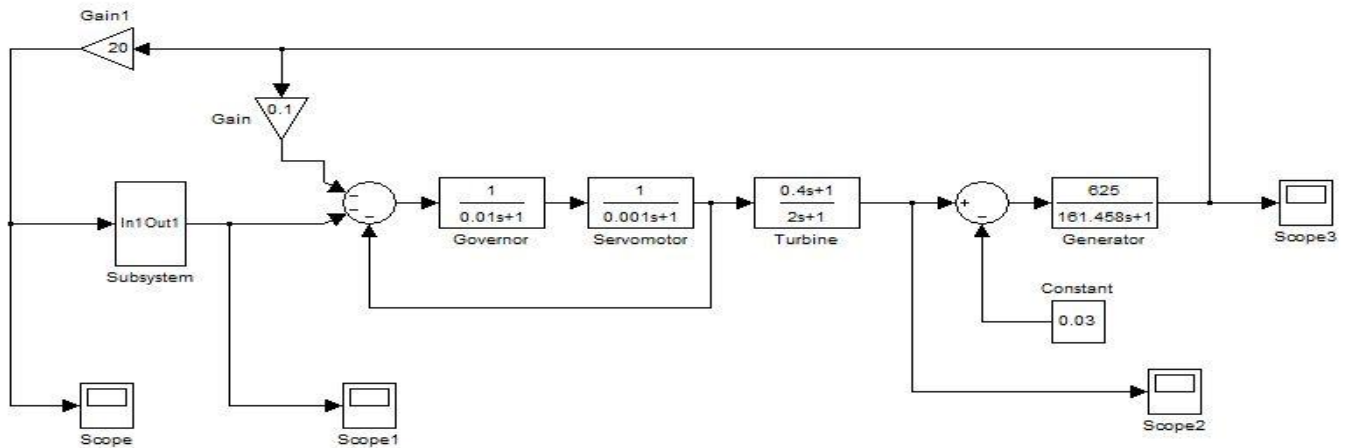 Gain1
20
0.1
Gain
In1Out1
Subsystem
1
0.01s+1
Governor
1
0.001s+1
Servomotor
0.4s+1
2s+1
Turbine
625
161.458s+1
Generator
Scope3
Constant
0.03
Scope
Scope1
Scope2